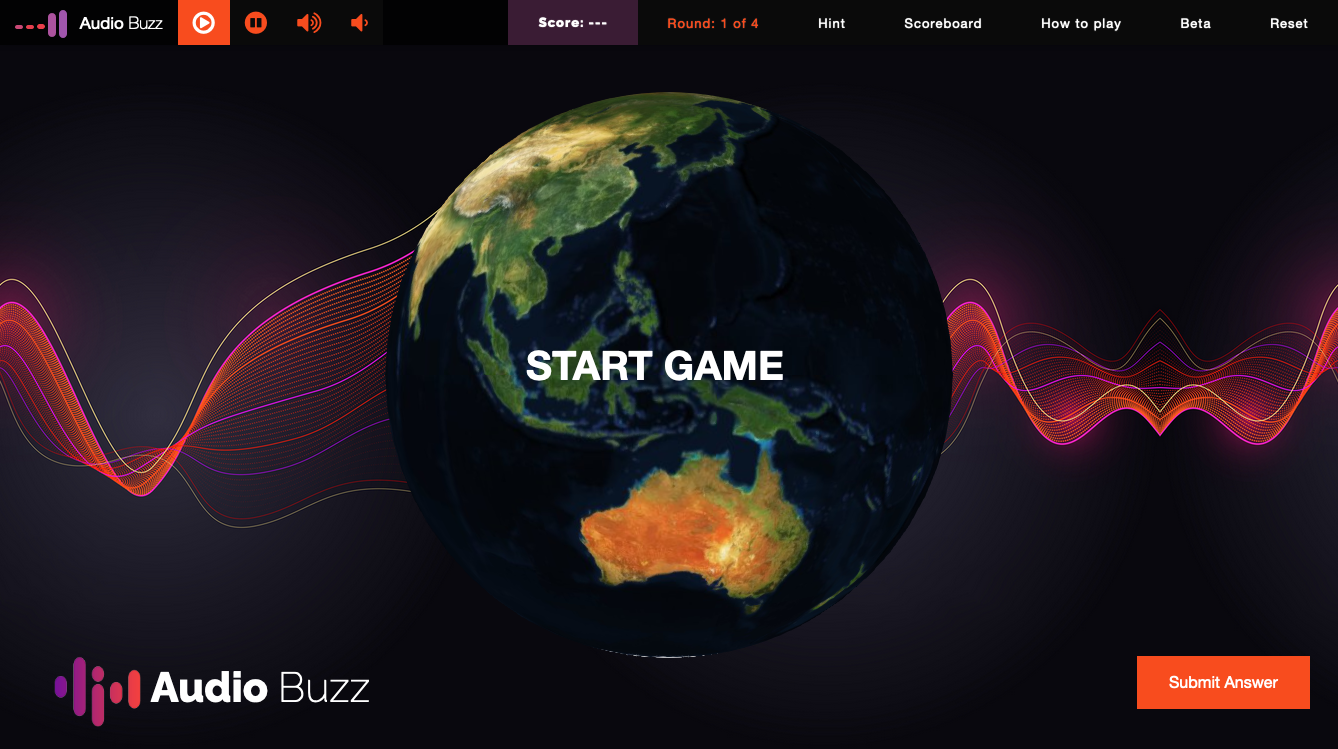 Audio Buzz
Score: ---
Round: 1 of 4
Hint
Scoreboard
How to play
Beta
Reset
START GAME
Audio Buzz
Submit Answer